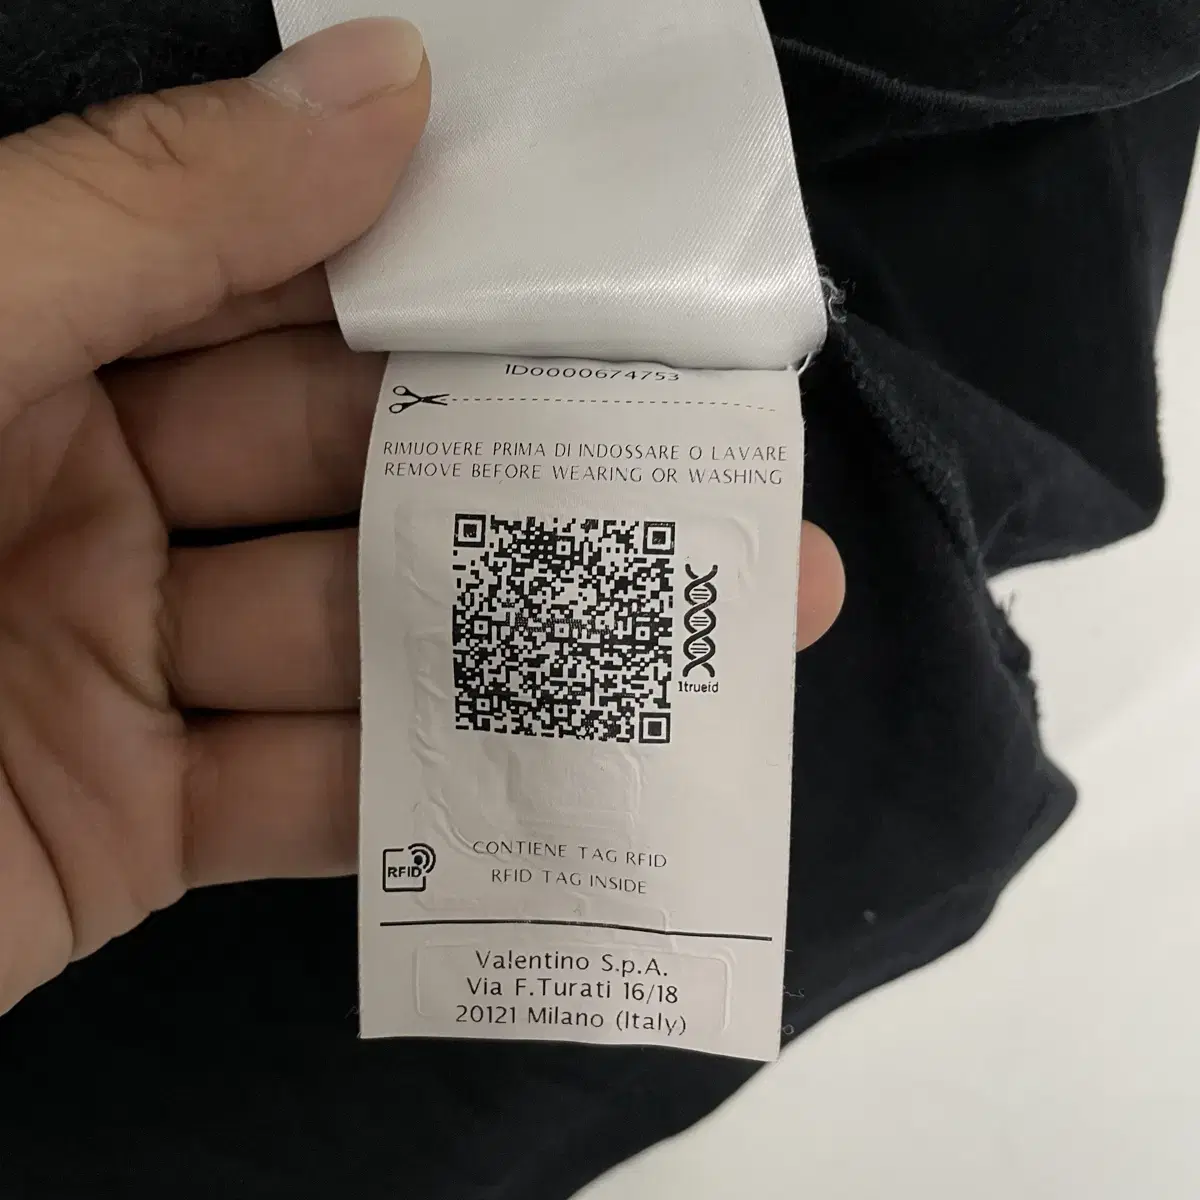 1D0000674753
RIMUOVERE PRIMA DI INDOSSARE O LAVARE
REMOVE BEFORE WEARING OR WASHING
1trueid
RFID
CONTIENE TAG RFID
RFID TAG INSIDE
Valentino S.p.A.
Via F.Turati 16/18
20121 Milano (Italy)